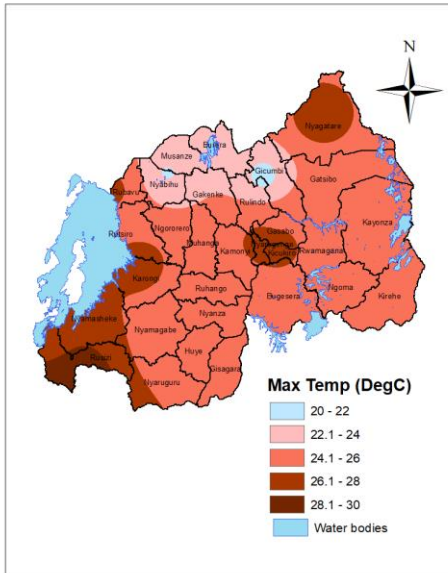 N
Nyagatare
Burera
Musanze
Gicumbi
Nyabihu
Gatsibo
Gakenke
Rulindo
Rubavu
Kayonza
Rutsiro
Ngororero
Gasabo
Muhanga
Kamonyi
Kicukiro
Rwamagana
Karongi
Ruhango
Bugesera
Ngoma
Kirehe
Nyamasheke
Nyanza
Nyamagabe
Rusizi
Huye
Gisagara
Nyaruguru
Max Temp (DegC)
20 - 22
22.1 - 24
24.1 - 26
26.1 - 28
28.1 - 30
Water bodies